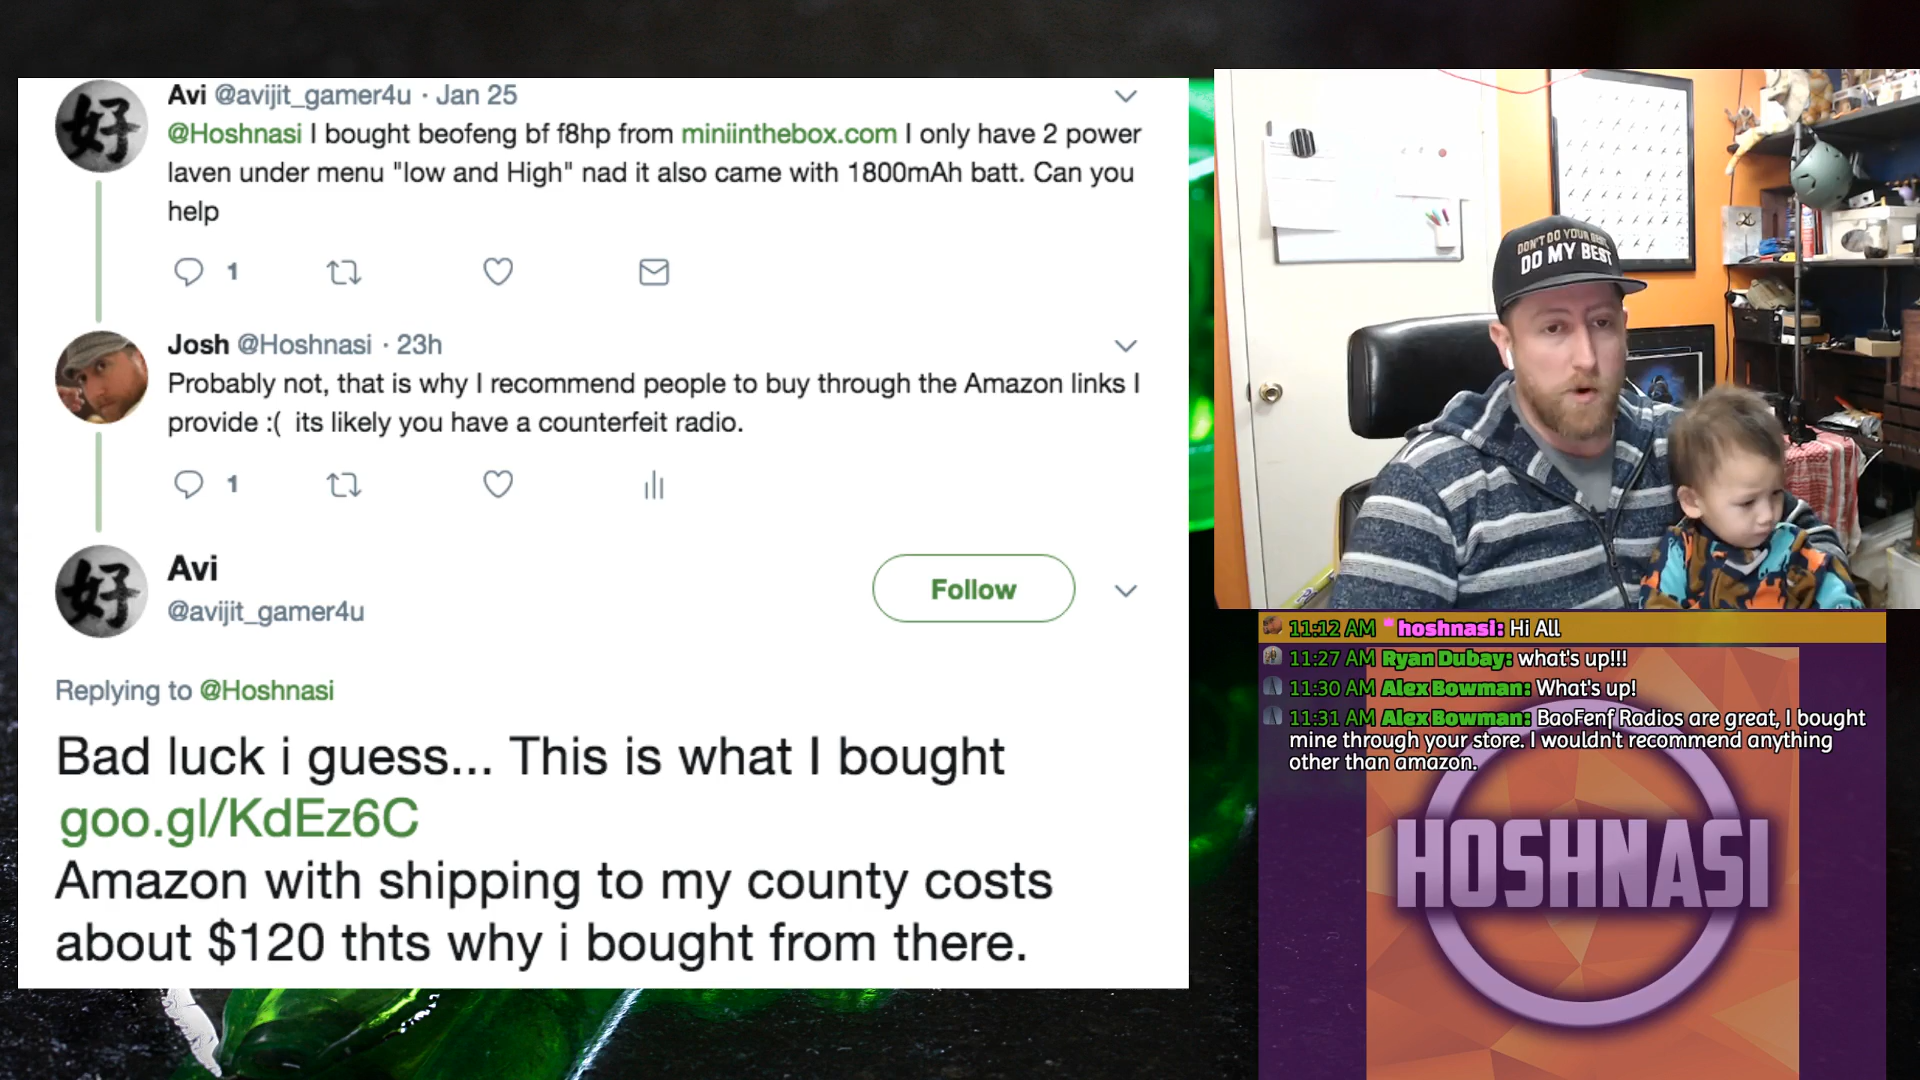 Avi @avijit_gamer4u · Jan 25
@Hoshnasi I bought beofeng bf f8hp from miniinthebox.com I only have 2 power
laven under menu "low and High" nad it also came with 1800mAh batt. Can you
help
1
Josh @Hoshnasi · 23h
Probably not, that is why I recommend people to buy through the Amazon links I
provide :( its likely you have a counterfeit radio.
1
好
Avi
@avijit_gamer4u
Follow
Replying to @Hoshnasi
Bad luck i guess... This is what I bought
goo.gl/KdEz6C
Amazon with shipping to my county costs
about $120 thts why i bought from there.
DON'T DO YOUR BEST
DO MY BEST
11:12 AM hoshnasi: Hi All
11:27 AM Ryan Dubay: what's up!!!
11:30 AM Alex Bowman: What's up!
11:31 AM Alex Bowman: BaoFenf Radios are great, I bought
mine through your store. I wouldn't recommend anything
other than amazon.
HOSHNASI